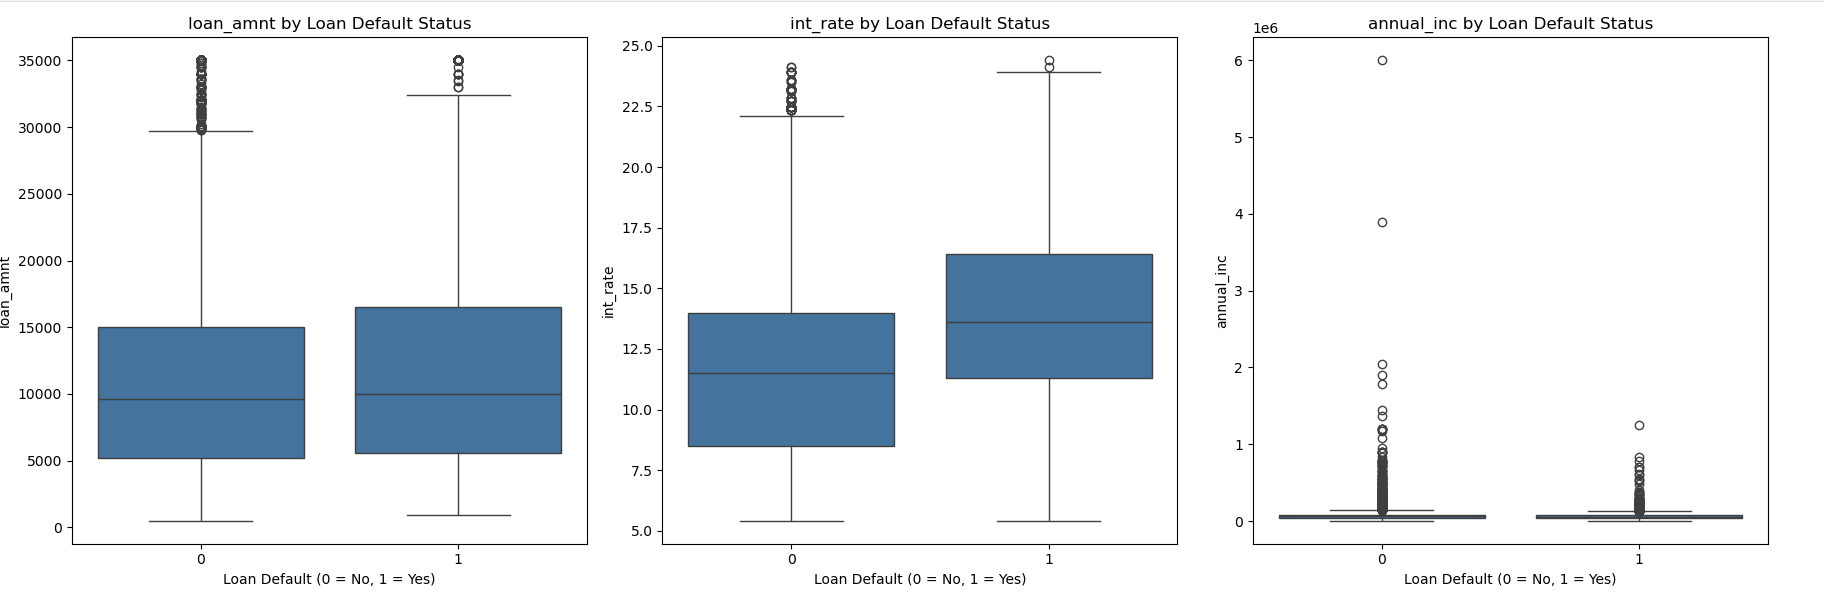 loan_amnt by Loan Default Status
35000
30000
25000
20000
15000
10000
5000
0
loan_amnt
0 1
Loan Default (0 = No, 1 = Yes)
int_rate by Loan Default Status
25.0
22.5
20.0
17.5
15.0
12.5
10.0
7.5
5.0
int_rate
0 1
Loan Default (0 = No, 1 = Yes)
annual_inc by Loan Default Status
1e6
6
5
4
3
2
1
0
annual_inc
0 1
Loan Default (0 = No, 1 = Yes)